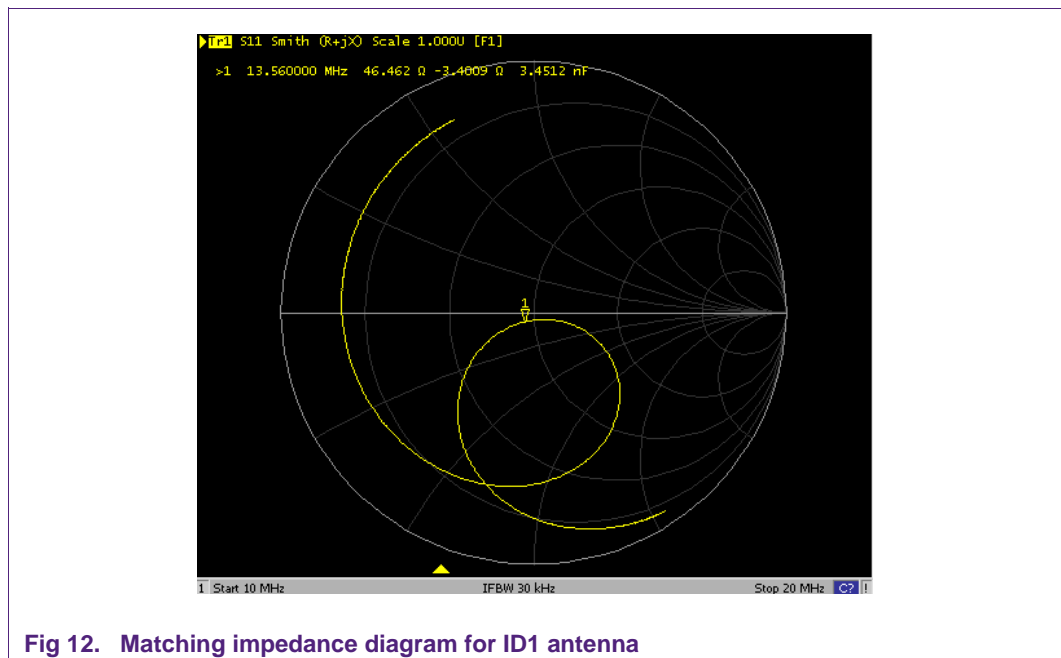 Tr1 S11 Smith (R+jX) Scale 1.000U [F1]
>1 13.560000 MHz 46.462 Ω -3.4009 Ω 3.4512 nF
1
1 Start 10 MHz IFBW 30 kHz Stop 20 MHz C? !
Fig 12. Matching impedance diagram for ID1 antenna